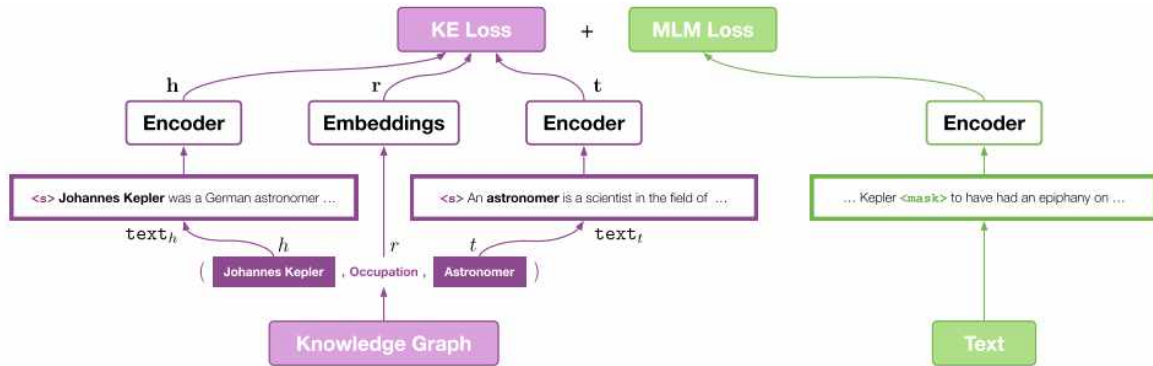 KE Loss + MLM Loss
h r t
Encoder Embeddings Encoder Encoder
<s> Johannes Kepler was a German astronomer ...
<s> An astronomer is a scientist in the field of ...
... Kepler <mask> to have had an epiphany on ...
text_h h r t text_t
( Johannes Kepler , Occupation , Astronomer )
Knowledge Graph Text